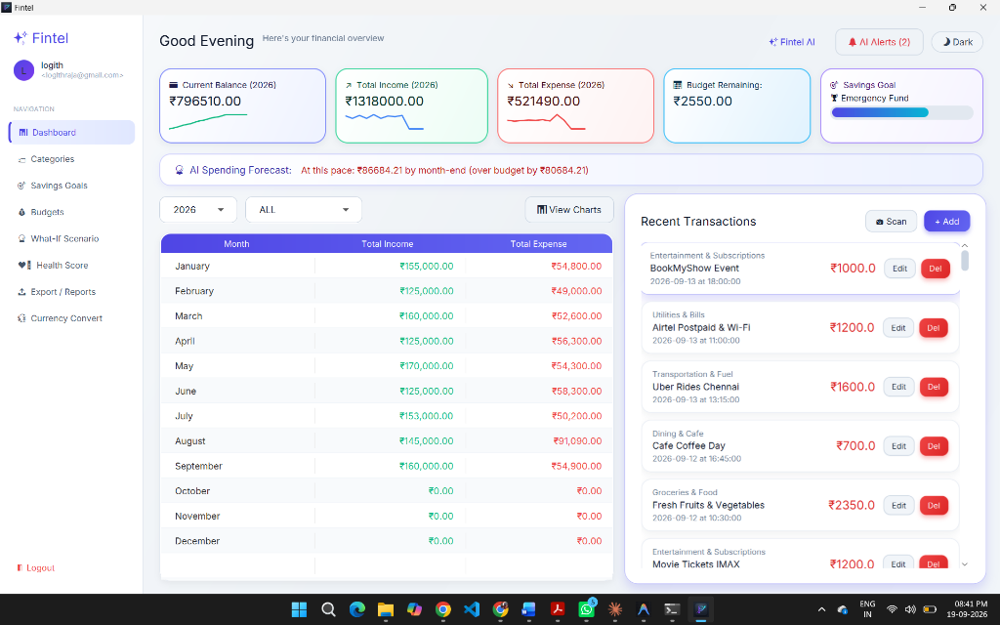 Fintel
Fintel
L
logith
<logithraja@gmail.com>
NAVIGATION
Dashboard
Categories
Savings Goals
Budgets
What-If Scenario
Health Score
Export / Reports
Currency Convert
Logout
Good Evening
Here's your financial overview
Fintel AI
AI Alerts (2)
Dark
Current Balance (2026)
₹796510.00
Total Income (2026)
₹1318000.00
Total Expense (2026)
₹521490.00
Budget Remaining:
₹2550.00
Savings Goal
Emergency Fund
AI Spending Forecast: At this pace: ₹86684.21 by month-end (over budget by ₹80684.21)
2026
ALL
View Charts
Month Total Income Total Expense
January ₹155,000.00 ₹54,800.00
February ₹125,000.00 ₹49,000.00
March ₹160,000.00 ₹52,600.00
April ₹125,000.00 ₹56,300.00
May ₹170,000.00 ₹54,300.00
June ₹125,000.00 ₹58,300.00
July ₹153,000.00 ₹50,200.00
August ₹145,000.00 ₹91,090.00
September ₹160,000.00 ₹54,900.00
October ₹0.00 ₹0.00
November ₹0.00 ₹0.00
December ₹0.00 ₹0.00
Recent Transactions
Scan
+ Add
Entertainment & Subscriptions
BookMyShow Event
2026-09-13 at 18:00:00
₹1000.0 Edit Del
Utilities & Bills
Airtel Postpaid & Wi-Fi
2026-09-13 at 11:00:00
₹1200.0 Edit Del
Transportation & Fuel
Uber Rides Chennai
2026-09-13 at 13:15:00
₹1600.0 Edit Del
Dining & Cafe
Cafe Coffee Day
2026-09-12 at 16:45:00
₹700.0 Edit Del
Groceries & Food
Fresh Fruits & Vegetables
2026-09-12 at 10:30:00
₹2350.0 Edit Del
Entertainment & Subscriptions
Movie Tickets IMAX
₹1200.0 Edit Del
ENG
IN
08:41 PM
19-09-2026